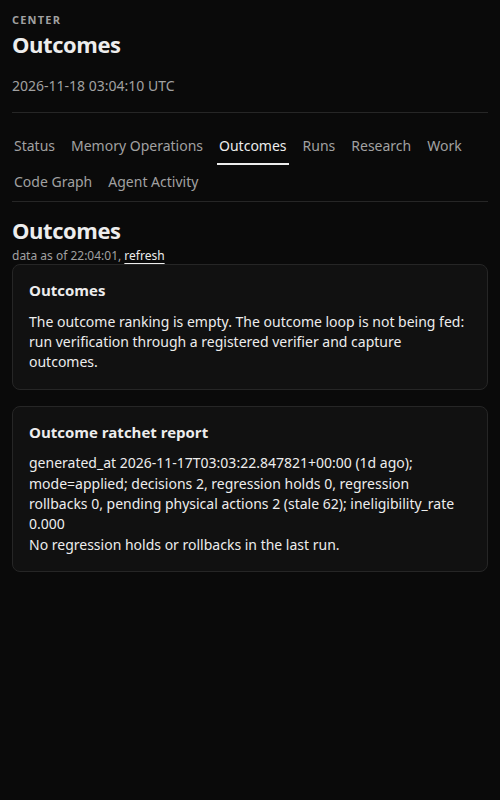 CENTER
Outcomes
2026-11-18 03:04:10 UTC
Status Memory Operations Outcomes Runs Research Work
Code Graph Agent Activity
Outcomes
data as of 22:04:01, refresh
Outcomes
The outcome ranking is empty. The outcome loop is not being fed:
run verification through a registered verifier and capture
outcomes.
Outcome ratchet report
generated_at 2026-11-17T03:03:22.847821+00:00 (1d ago);
mode=applied; decisions 2, regression holds 0, regression
rollbacks 0, pending physical actions 2 (stale 62); ineligibility_rate
0.000
No regression holds or rollbacks in the last run.